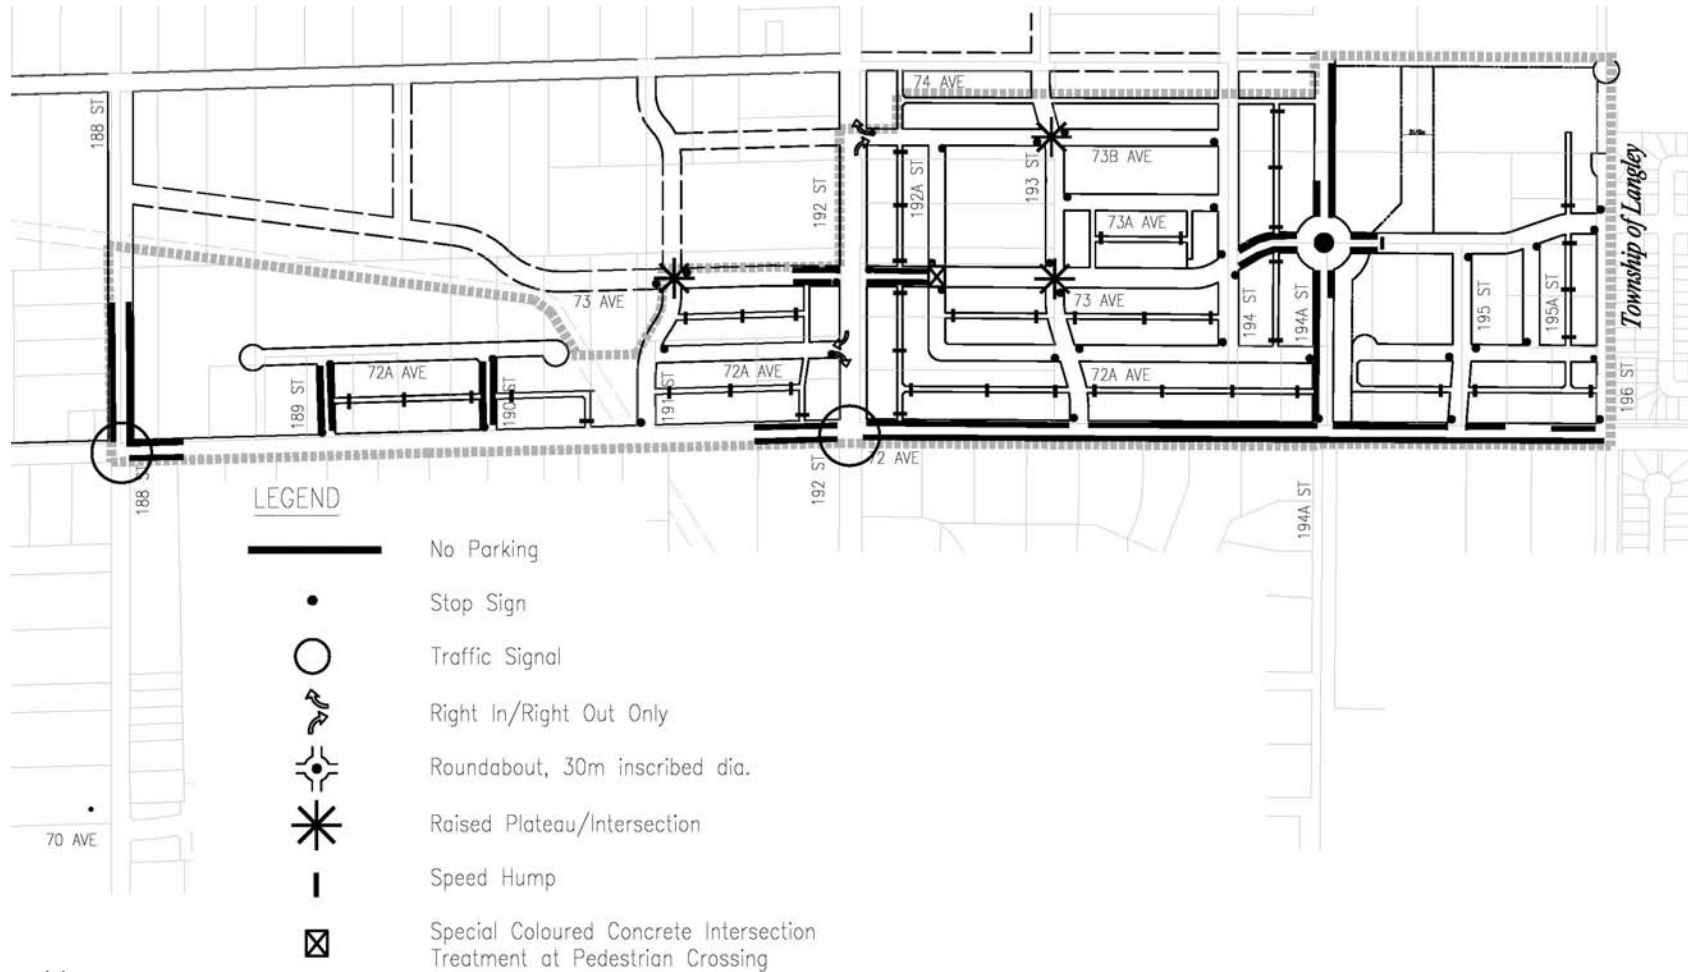 74 AVE
188 ST
73B AVE
193 ST
192A ST
192 ST
73A AVE
Township of Langley
73 AVE
73 AVE
194 ST
194A ST
195 ST
195A ST
72A AVE
72A AVE
72A AVE
189 ST
190 ST
191 ST
196 ST
72 AVE
188 ST
192 ST
194A ST
LEGEND
No Parking
Stop Sign
Traffic Signal
Right In/Right Out Only
Roundabout, 30m inscribed dia.
Raised Plateau/Intersection
70 AVE
Speed Hump
Special Coloured Concrete Intersection
Treatment at Pedestrian Crossing